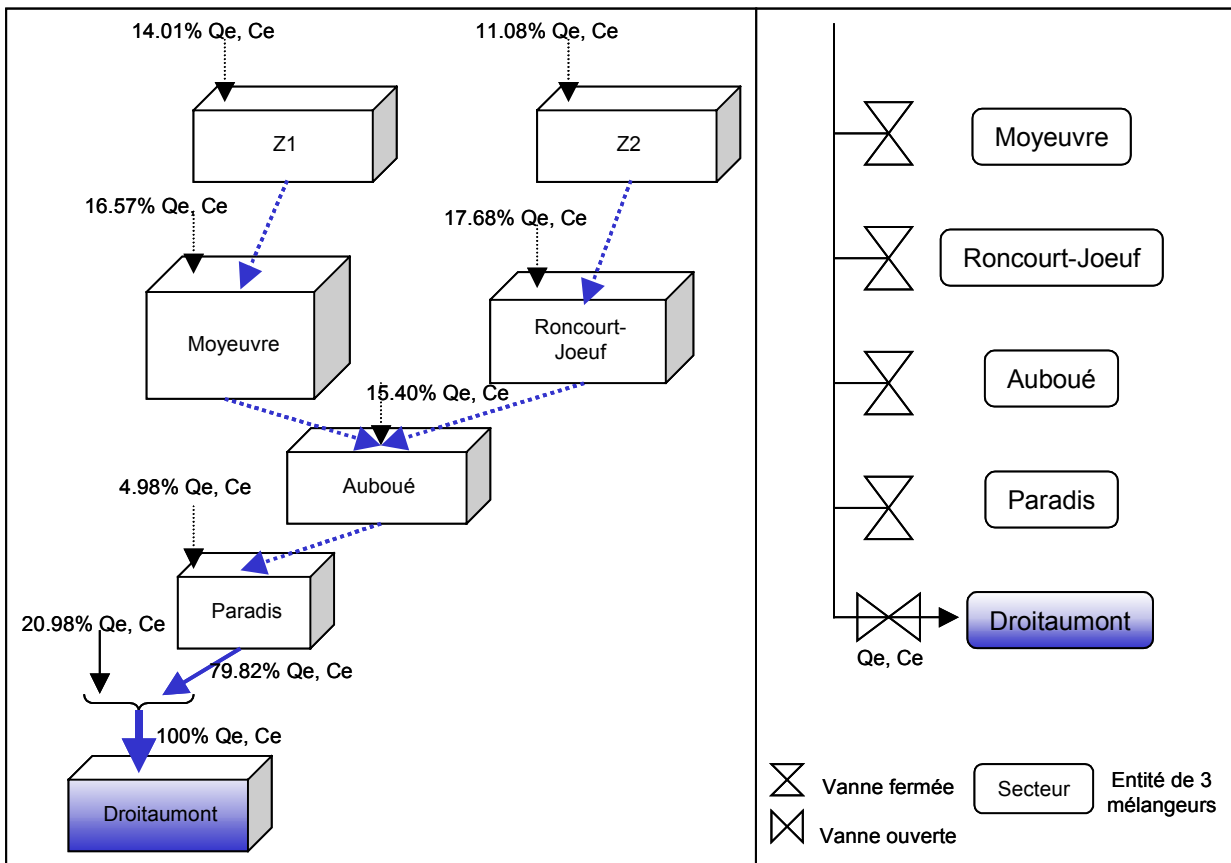 14.01% Qe, Ce
11.08% Qe, Ce
Z1
Z2
16.57% Qe, Ce
17.68% Qe, Ce
Moyeuvre
Roncourt-
Joeuf
15.40% Qe, Ce
Auboué
4.98% Qe, Ce
Paradis
20.98% Qe, Ce
79.82% Qe, Ce
100% Qe, Ce
Droitaumont
Moyeuvre
Roncourt-Joeuf
Auboué
Paradis
Droitaumont
Qe, Ce
Vanne fermée
Vanne ouverte
Secteur
Entité de 3
mélangeurs